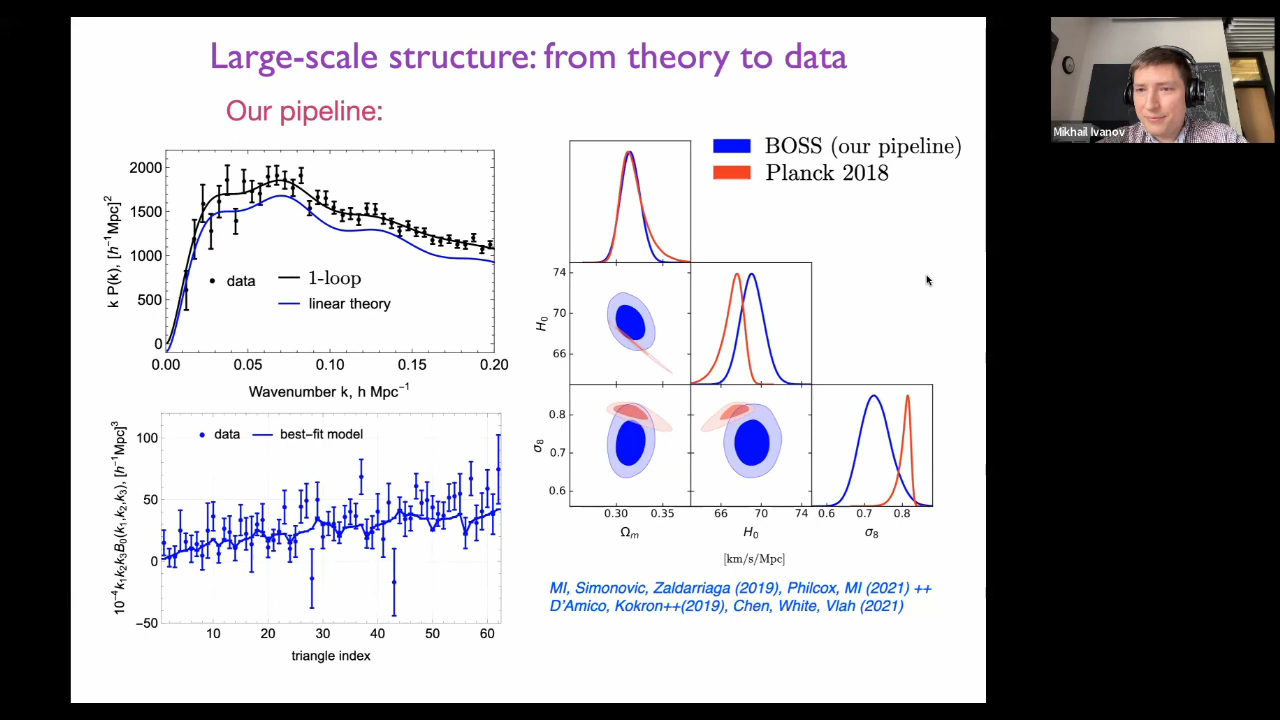 Large-scale structure: from theory to data
Our pipeline:
k P(k), [h⁻¹Mpc]²
2000
1500
1000
500
0
data
1-loop
linear theory
0.00 0.05 0.10 0.15 0.20
Wavenumber k, h Mpc⁻¹
10⁻⁴k₁k₂k₃B₀(k₁,k₂,k₃), [h⁻¹Mpc]³
100
50
0
−50
data
best-fit model
10 20 30 40 50 60
triangle index
BOSS (our pipeline)
Planck 2018
H₀
74
70
66
σ₈
0.8
0.7
0.6
0.30 0.35
66 70 74
0.6 0.7 0.8
Ωₘ
H₀
σ₈
[km/s/Mpc]
MI, Simonovic, Zaldarriaga (2019), Philcox, MI (2021) ++
D'Amico, Kokron++(2019), Chen, White, Vlah (2021)
Mikhail Ivanov